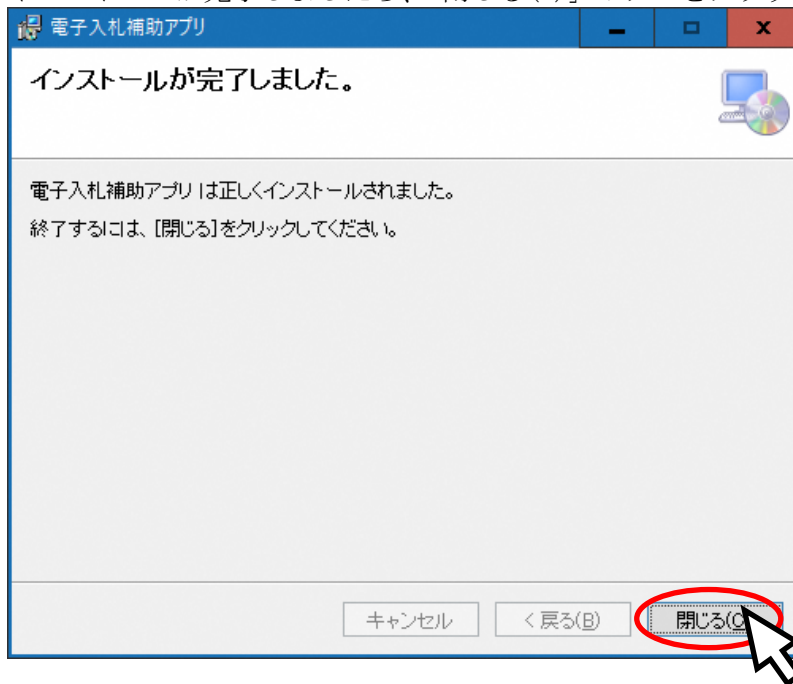 電子入札補助アプリ
インストールが完了しました。
電子入札補助アプリ は正しくインストールされました。
終了するには、[閉じる]をクリックしてください。
キャンセル
< 戻る(B)
閉じる(C